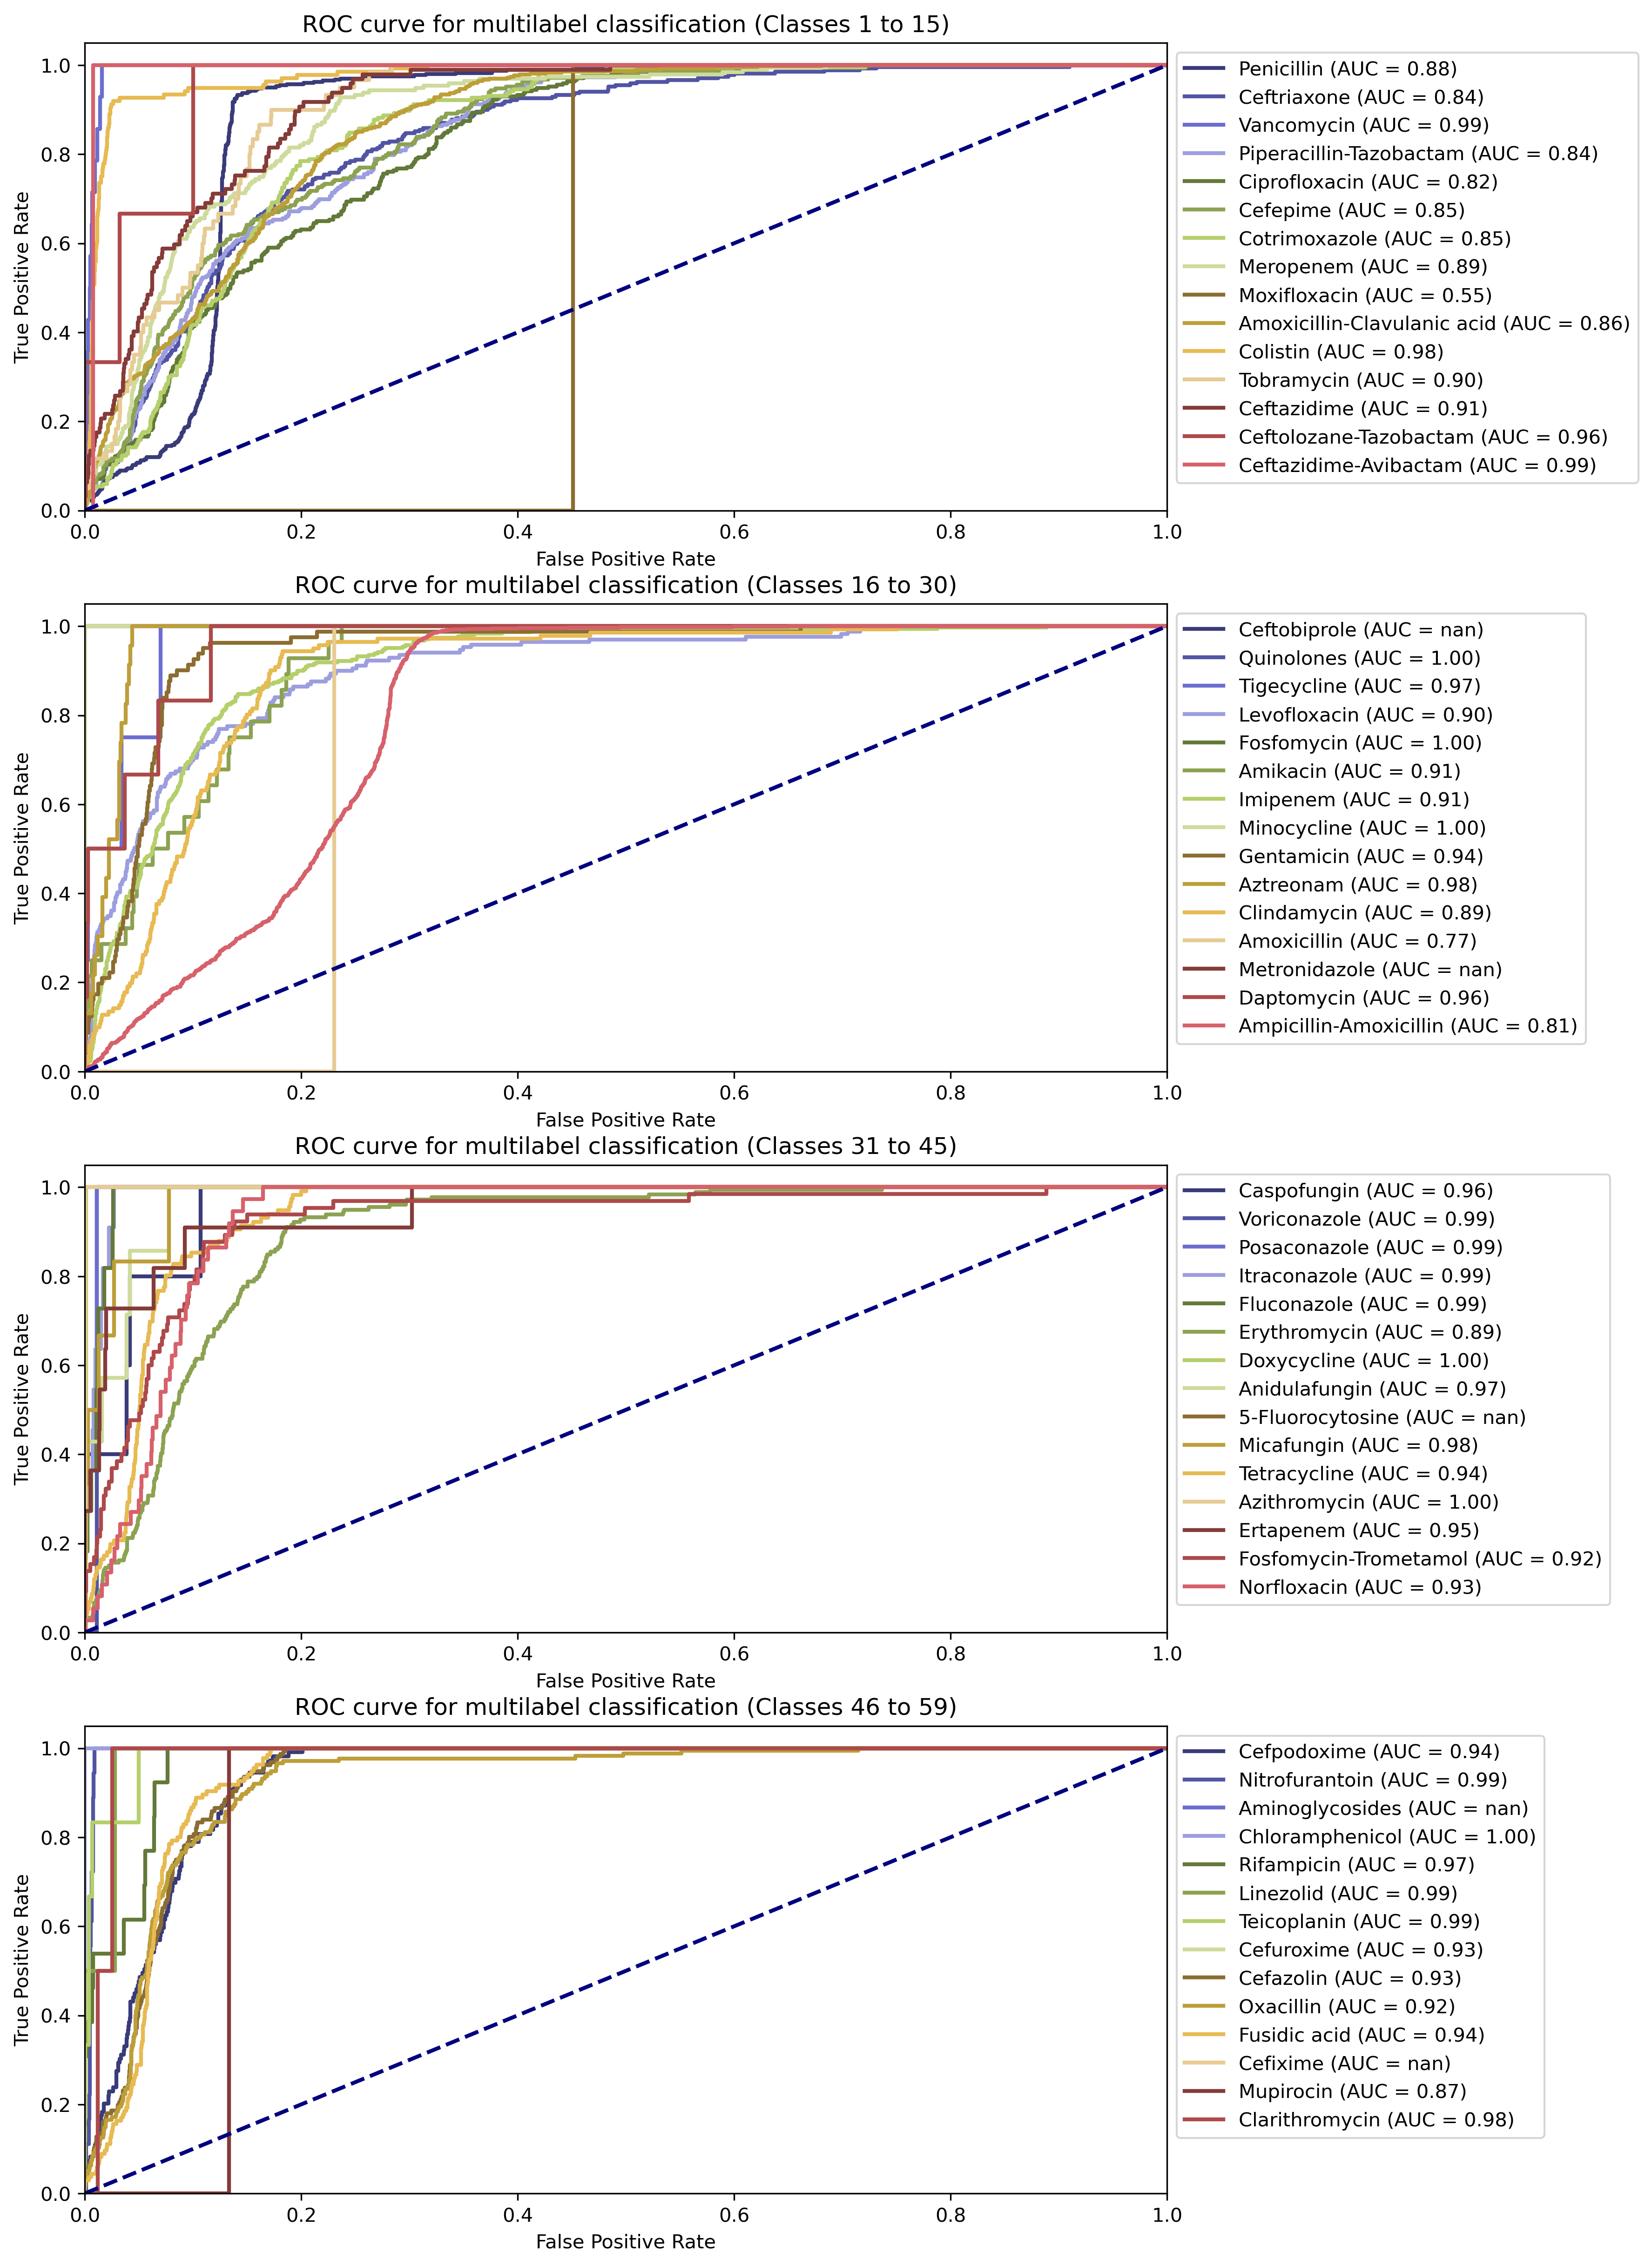 ROC curve for multilabel classification (Classes 1 to 15)
True Positive Rate
1.0
0.8
0.6
0.4
0.2
0.0
0.0 0.2 0.4 0.6 0.8 1.0
False Positive Rate
Penicillin (AUC = 0.88)
Ceftriaxone (AUC = 0.84)
Vancomycin (AUC = 0.99)
Piperacillin-Tazobactam (AUC = 0.84)
Ciprofloxacin (AUC = 0.82)
Cefepime (AUC = 0.85)
Cotrimoxazole (AUC = 0.85)
Meropenem (AUC = 0.89)
Moxifloxacin (AUC = 0.55)
Amoxicillin-Clavulanic acid (AUC = 0.86)
Colistin (AUC = 0.98)
Tobramycin (AUC = 0.90)
Ceftazidime (AUC = 0.91)
Ceftolozane-Tazobactam (AUC = 0.96)
Ceftazidime-Avibactam (AUC = 0.99)
ROC curve for multilabel classification (Classes 16 to 30)
True Positive Rate
1.0
0.8
0.6
0.4
0.2
0.0
0.0 0.2 0.4 0.6 0.8 1.0
False Positive Rate
Ceftobiprole (AUC = nan)
Quinolones (AUC = 1.00)
Tigecycline (AUC = 0.97)
Levofloxacin (AUC = 0.90)
Fosfomycin (AUC = 1.00)
Amikacin (AUC = 0.91)
Imipenem (AUC = 0.91)
Minocycline (AUC = 1.00)
Gentamicin (AUC = 0.94)
Aztreonam (AUC = 0.98)
Clindamycin (AUC = 0.89)
Amoxicillin (AUC = 0.77)
Metronidazole (AUC = nan)
Daptomycin (AUC = 0.96)
Ampicillin-Amoxicillin (AUC = 0.81)
ROC curve for multilabel classification (Classes 31 to 45)
True Positive Rate
1.0
0.8
0.6
0.4
0.2
0.0
0.0 0.2 0.4 0.6 0.8 1.0
False Positive Rate
Caspofungin (AUC = 0.96)
Voriconazole (AUC = 0.99)
Posaconazole (AUC = 0.99)
Itraconazole (AUC = 0.99)
Fluconazole (AUC = 0.99)
Erythromycin (AUC = 0.89)
Doxycycline (AUC = 1.00)
Anidulafungin (AUC = 0.97)
5-Fluorocytosine (AUC = nan)
Micafungin (AUC = 0.98)
Tetracycline (AUC = 0.94)
Azithromycin (AUC = 1.00)
Ertapenem (AUC = 0.95)
Fosfomycin-Trometamol (AUC = 0.92)
Norfloxacin (AUC = 0.93)
ROC curve for multilabel classification (Classes 46 to 59)
True Positive Rate
1.0
0.8
0.6
0.4
0.2
0.0
0.0 0.2 0.4 0.6 0.8 1.0
False Positive Rate
Cefpodoxime (AUC = 0.94)
Nitrofurantoin (AUC = 0.99)
Aminoglycosides (AUC = nan)
Chloramphenicol (AUC = 1.00)
Rifampicin (AUC = 0.97)
Linezolid (AUC = 0.99)
Teicoplanin (AUC = 0.99)
Cefuroxime (AUC = 0.93)
Cefazolin (AUC = 0.93)
Oxacillin (AUC = 0.92)
Fusidic acid (AUC = 0.94)
Cefixime (AUC = nan)
Mupirocin (AUC = 0.87)
Clarithromycin (AUC = 0.98)